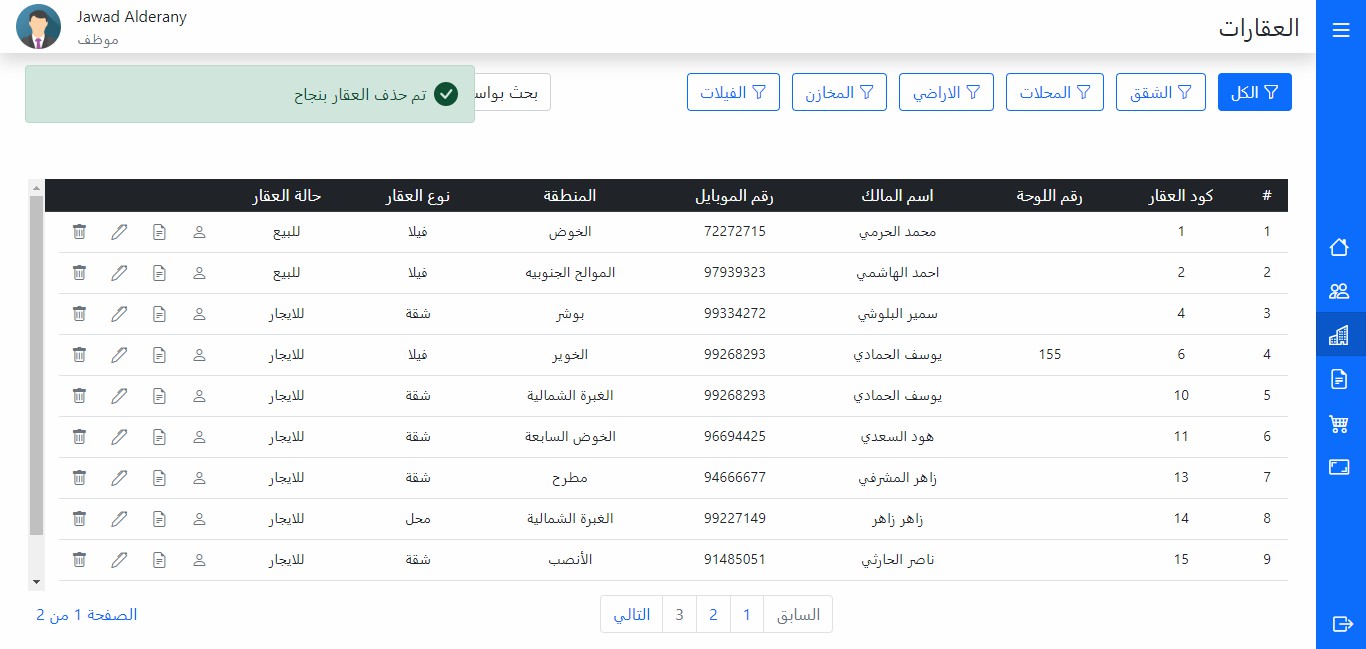 العقارات
Jawad Alderany
موظف
الكل
الشقق
المحلات
الاراضي
المخازن
الفيلات
بحث بواس
تم حذف العقار بنجاح
# كود العقار رقم اللوحة اسم المالك رقم الموبايل المنطقة نوع العقار حالة العقار
1 1 محمد الحرمي 72272715 الخوض فيلا للبيع
2 2 احمد الهاشمي 97939323 الموالح الجنوبيه فيلا للبيع
3 4 سمير البلوشي 99334272 بوشر شقة للايجار
4 6 155 يوسف الحمادي 99268293 الخوير فيلا للايجار
5 10 يوسف الحمادي 99268293 الغبرة الشمالية شقة للايجار
6 11 هود السعدي 96694425 الخوض السابعة شقة للايجار
7 13 زاهر المشرفي 94666677 مطرح شقة للايجار
8 14 زاهر زاهر 99227149 الغبرة الشمالية محل للايجار
9 15 ناصر الحارثي 91485051 الأنصب شقة للايجار
السابق 1 2 3 التالي
الصفحة 1 من 2